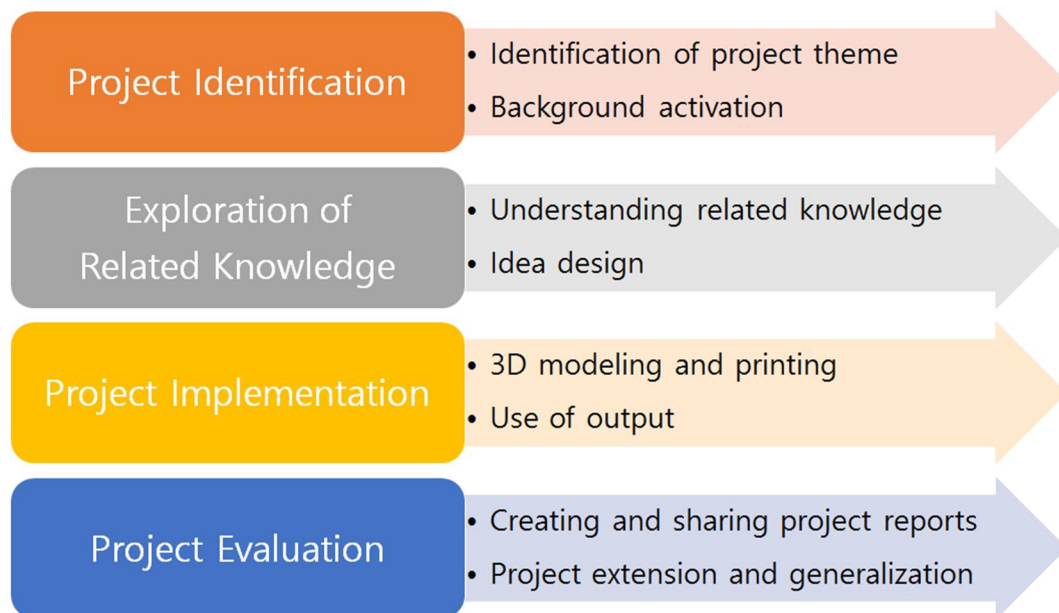 Project Identification
• Identification of project theme
• Background activation
Exploration of
Related Knowledge
• Understanding related knowledge
• Idea design
Project Implementation
• 3D modeling and printing
• Use of output
Project Evaluation
• Creating and sharing project reports
• Project extension and generalization